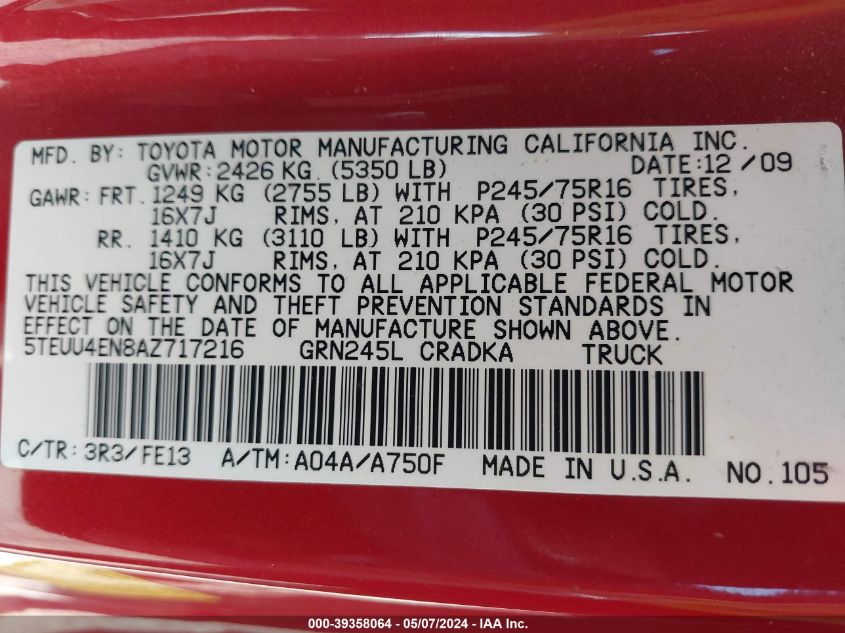 MFD. BY: TOYOTA MOTOR MANUFACTURING CALIFORNIA INC.
GVWR: 2426 KG (5350 LB) DATE: 12/09
GAWR: FRT. 1249 KG (2755 LB) WITH P245/75R16 TIRES,
16X7J RIMS, AT 210 KPA (30 PSI) COLD.
RR. 1410 KG (3110 LB) WITH P245/75R16 TIRES,
16X7J RIMS, AT 210 KPA (30 PSI) COLD.
THIS VEHICLE CONFORMS TO ALL APPLICABLE FEDERAL MOTOR
VEHICLE SAFETY AND THEFT PREVENTION STANDARDS IN
EFFECT ON THE DATE OF MANUFACTURE SHOWN ABOVE.
5TEUU4EN8AZ717216 GRN245L CRADKA TRUCK
C/TR: 3R3/FE13 A/TM: A04A/A750F MADE IN U.S.A. NO.105
000-39358064 - 05/07/2024 - IAA Inc.